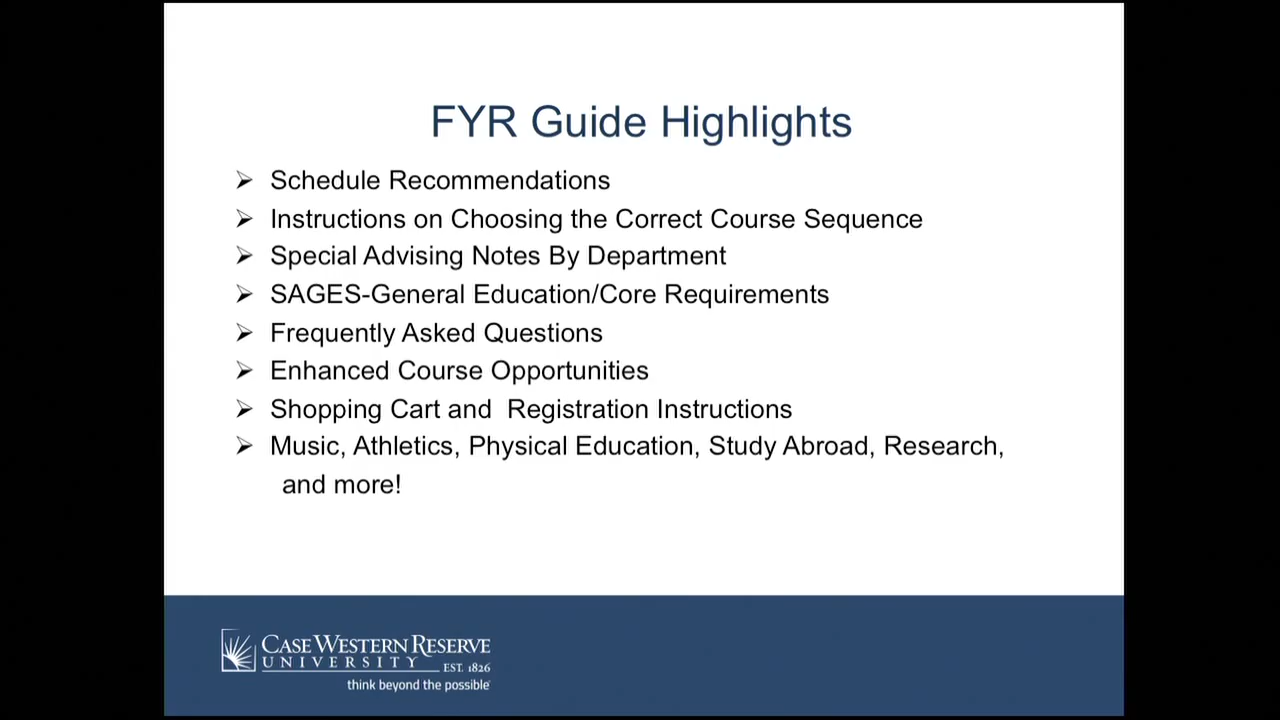 FYR Guide Highlights
➢ Schedule Recommendations
➢ Instructions on Choosing the Correct Course Sequence
➢ Special Advising Notes By Department
➢ SAGES-General Education/Core Requirements
➢ Frequently Asked Questions
➢ Enhanced Course Opportunities
➢ Shopping Cart and  Registration Instructions
➢ Music, Athletics, Physical Education, Study Abroad, Research,
and more!
CASE WESTERN RESERVE
UNIVERSITY EST. 1826
think beyond the possible